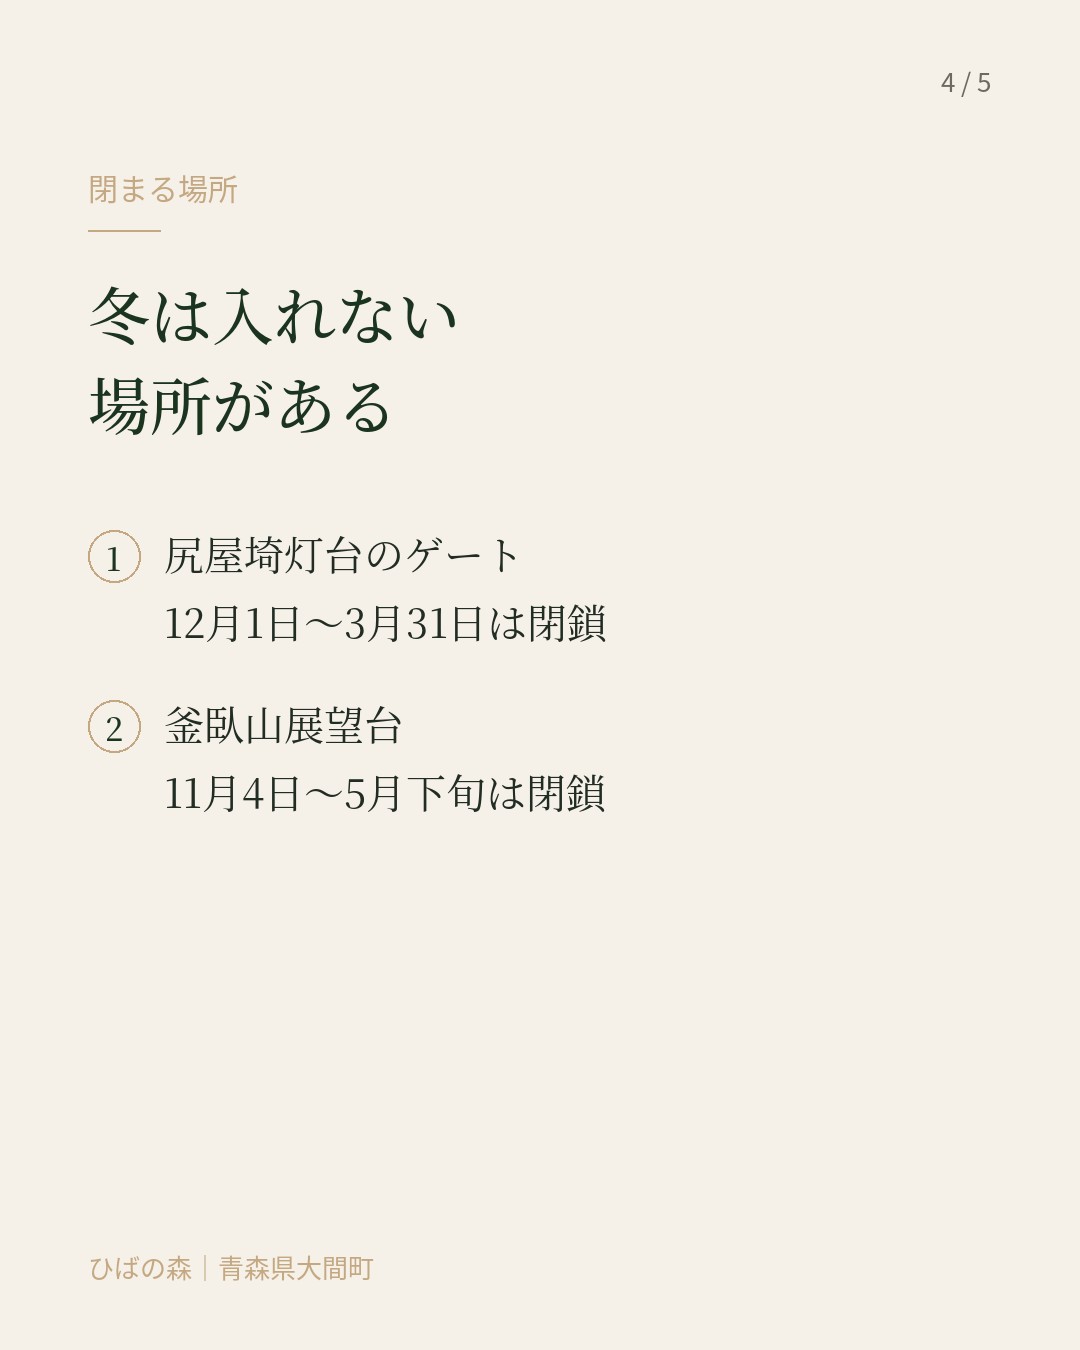 4 / 5
閉まる場所
冬は入れない
場所がある
1 尻屋埼灯台のゲート
12月1日〜3月31日は閉鎖
2 釜臥山展望台
11月4日〜5月下旬は閉鎖
ひばの森｜青森県大間町